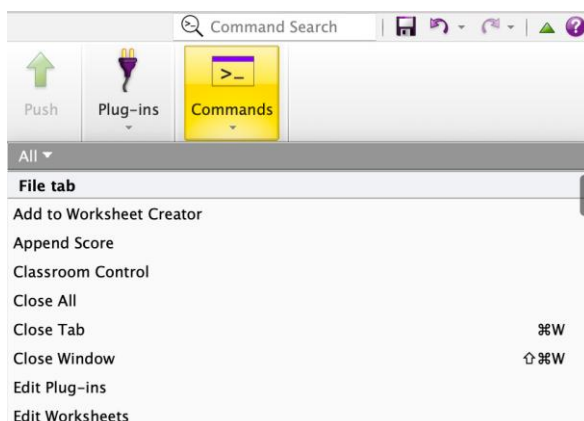 Command Search
Push
Plug-ins
Commands
All
File tab
Add to Worksheet Creator
Append Score
Classroom Control
Close All
Close Tab ⌘W
Close Window ⇧⌘W
Edit Plug-ins
Edit Worksheets